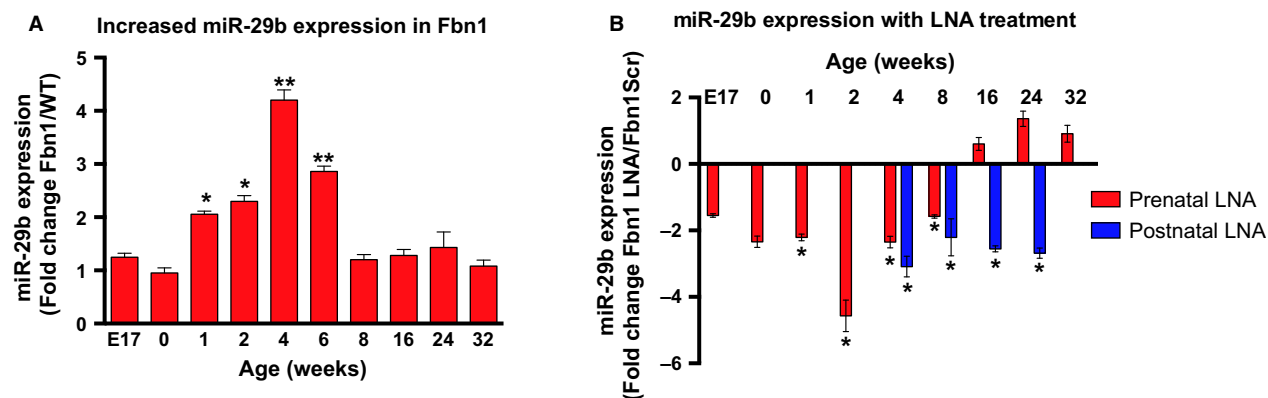 A
Increased miR-29b expression in Fbn1
miR-29b expression
(Fold change Fbn1/WT)
5
4
3
2
1
0
*
*
**
**
E17 0 1 2 4 6 8 16 24 32
Age (weeks)
B
miR-29b expression with LNA treatment
Age (weeks)
E17 0 1 2 4 8 16 24 32
miR-29b expression
(Fold change Fbn1 LNA/Fbn1Scr)
2
0
–2
–4
–6
*
*
*
*
*
*
*
*
Prenatal LNA
Postnatal LNA